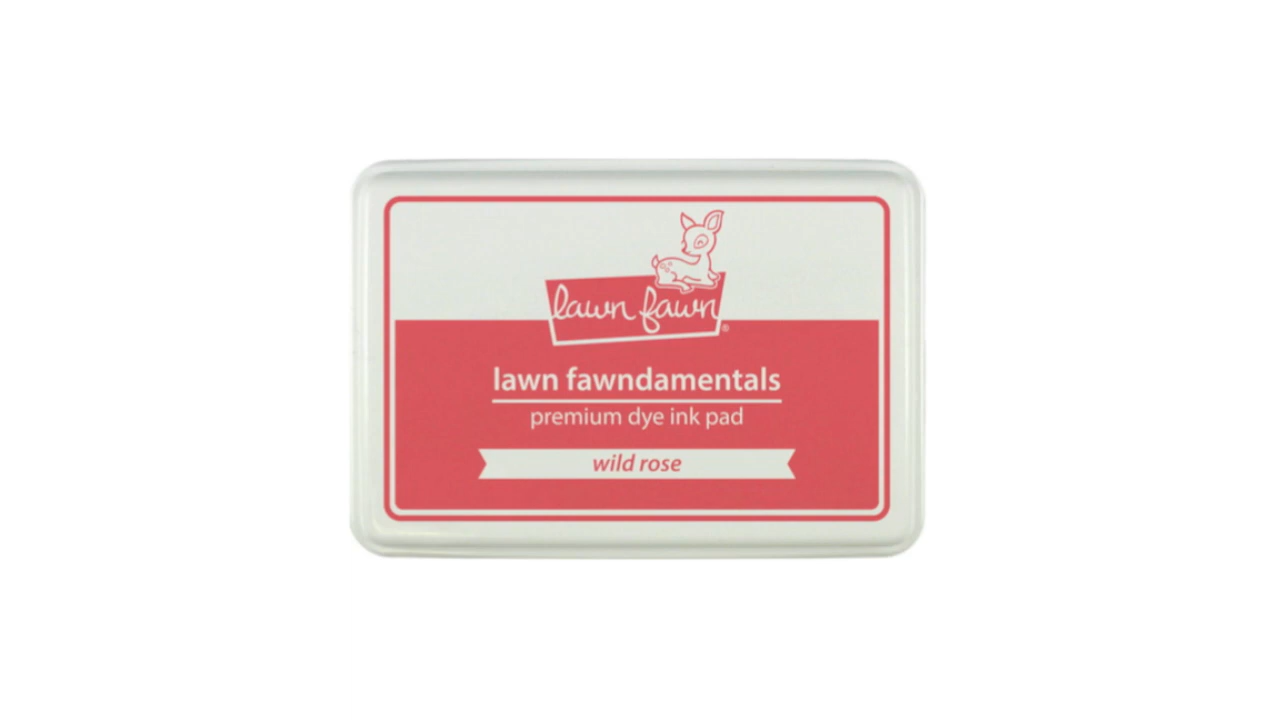 lawn fawn®
lawn fawndamentals
premium dye ink pad
wild rose